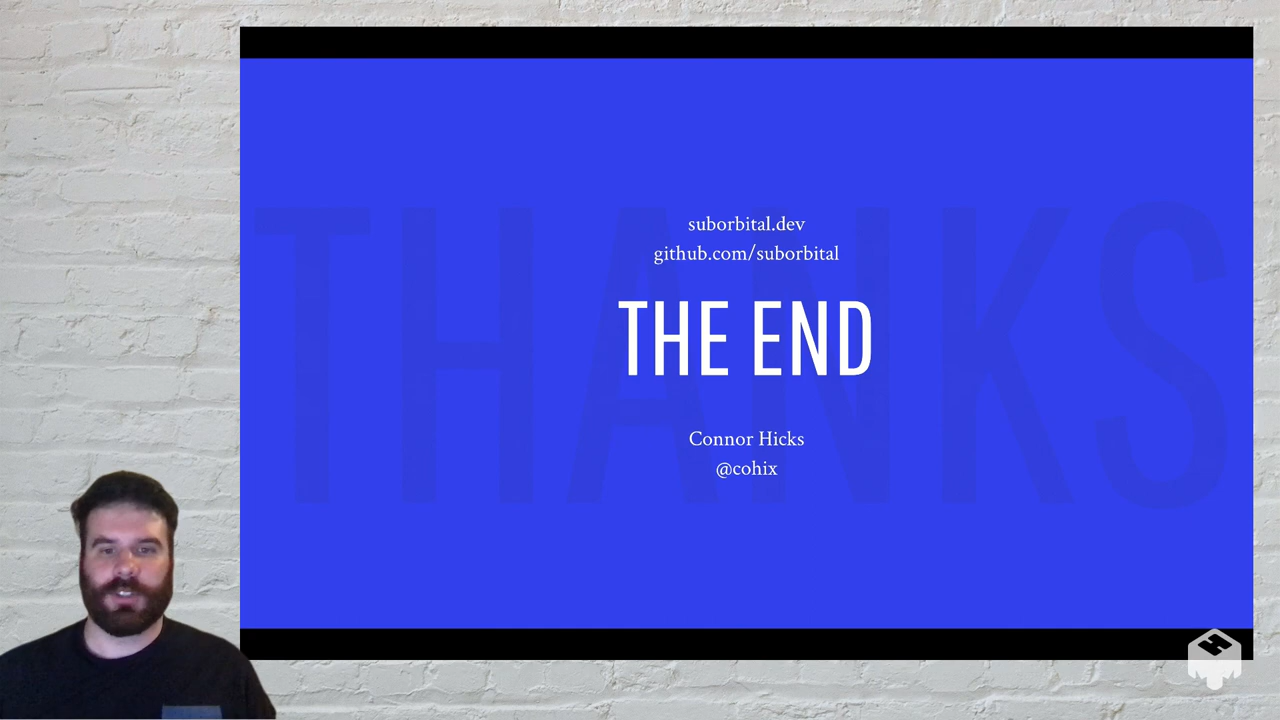 THANKS
suborbital.dev
github.com/suborbital
THE END
Connor Hicks
@cohix